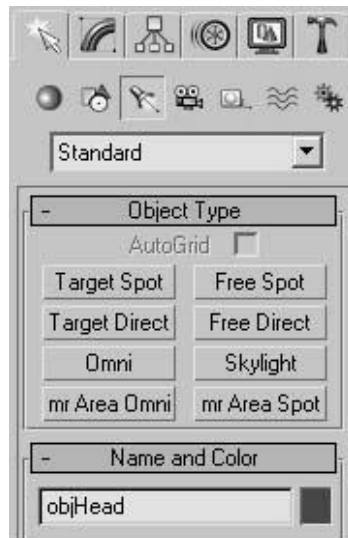 Standard
- Object Type
AutoGrid
Target Spot Free Spot
Target Direct Free Direct
Omni Skylight
mr Area Omni mr Area Spot
- Name and Color
objHead